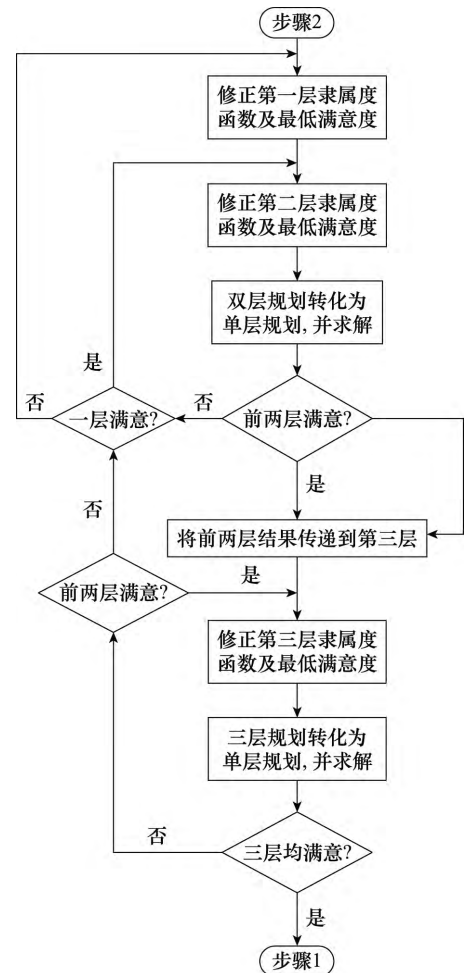 步骤2
修正第一层隶属度
函数及最低满意度
修正第二层隶属度
函数及最低满意度
双层规划转化为
单层规划, 并求解
是
否
一层满意?
否
前两层满意?
是
否
将前两层结果传递到第三层
前两层满意?
是
修正第三层隶属度
函数及最低满意度
三层规划转化为
单层规划, 并求解
否
三层均满意?
是
步骤1